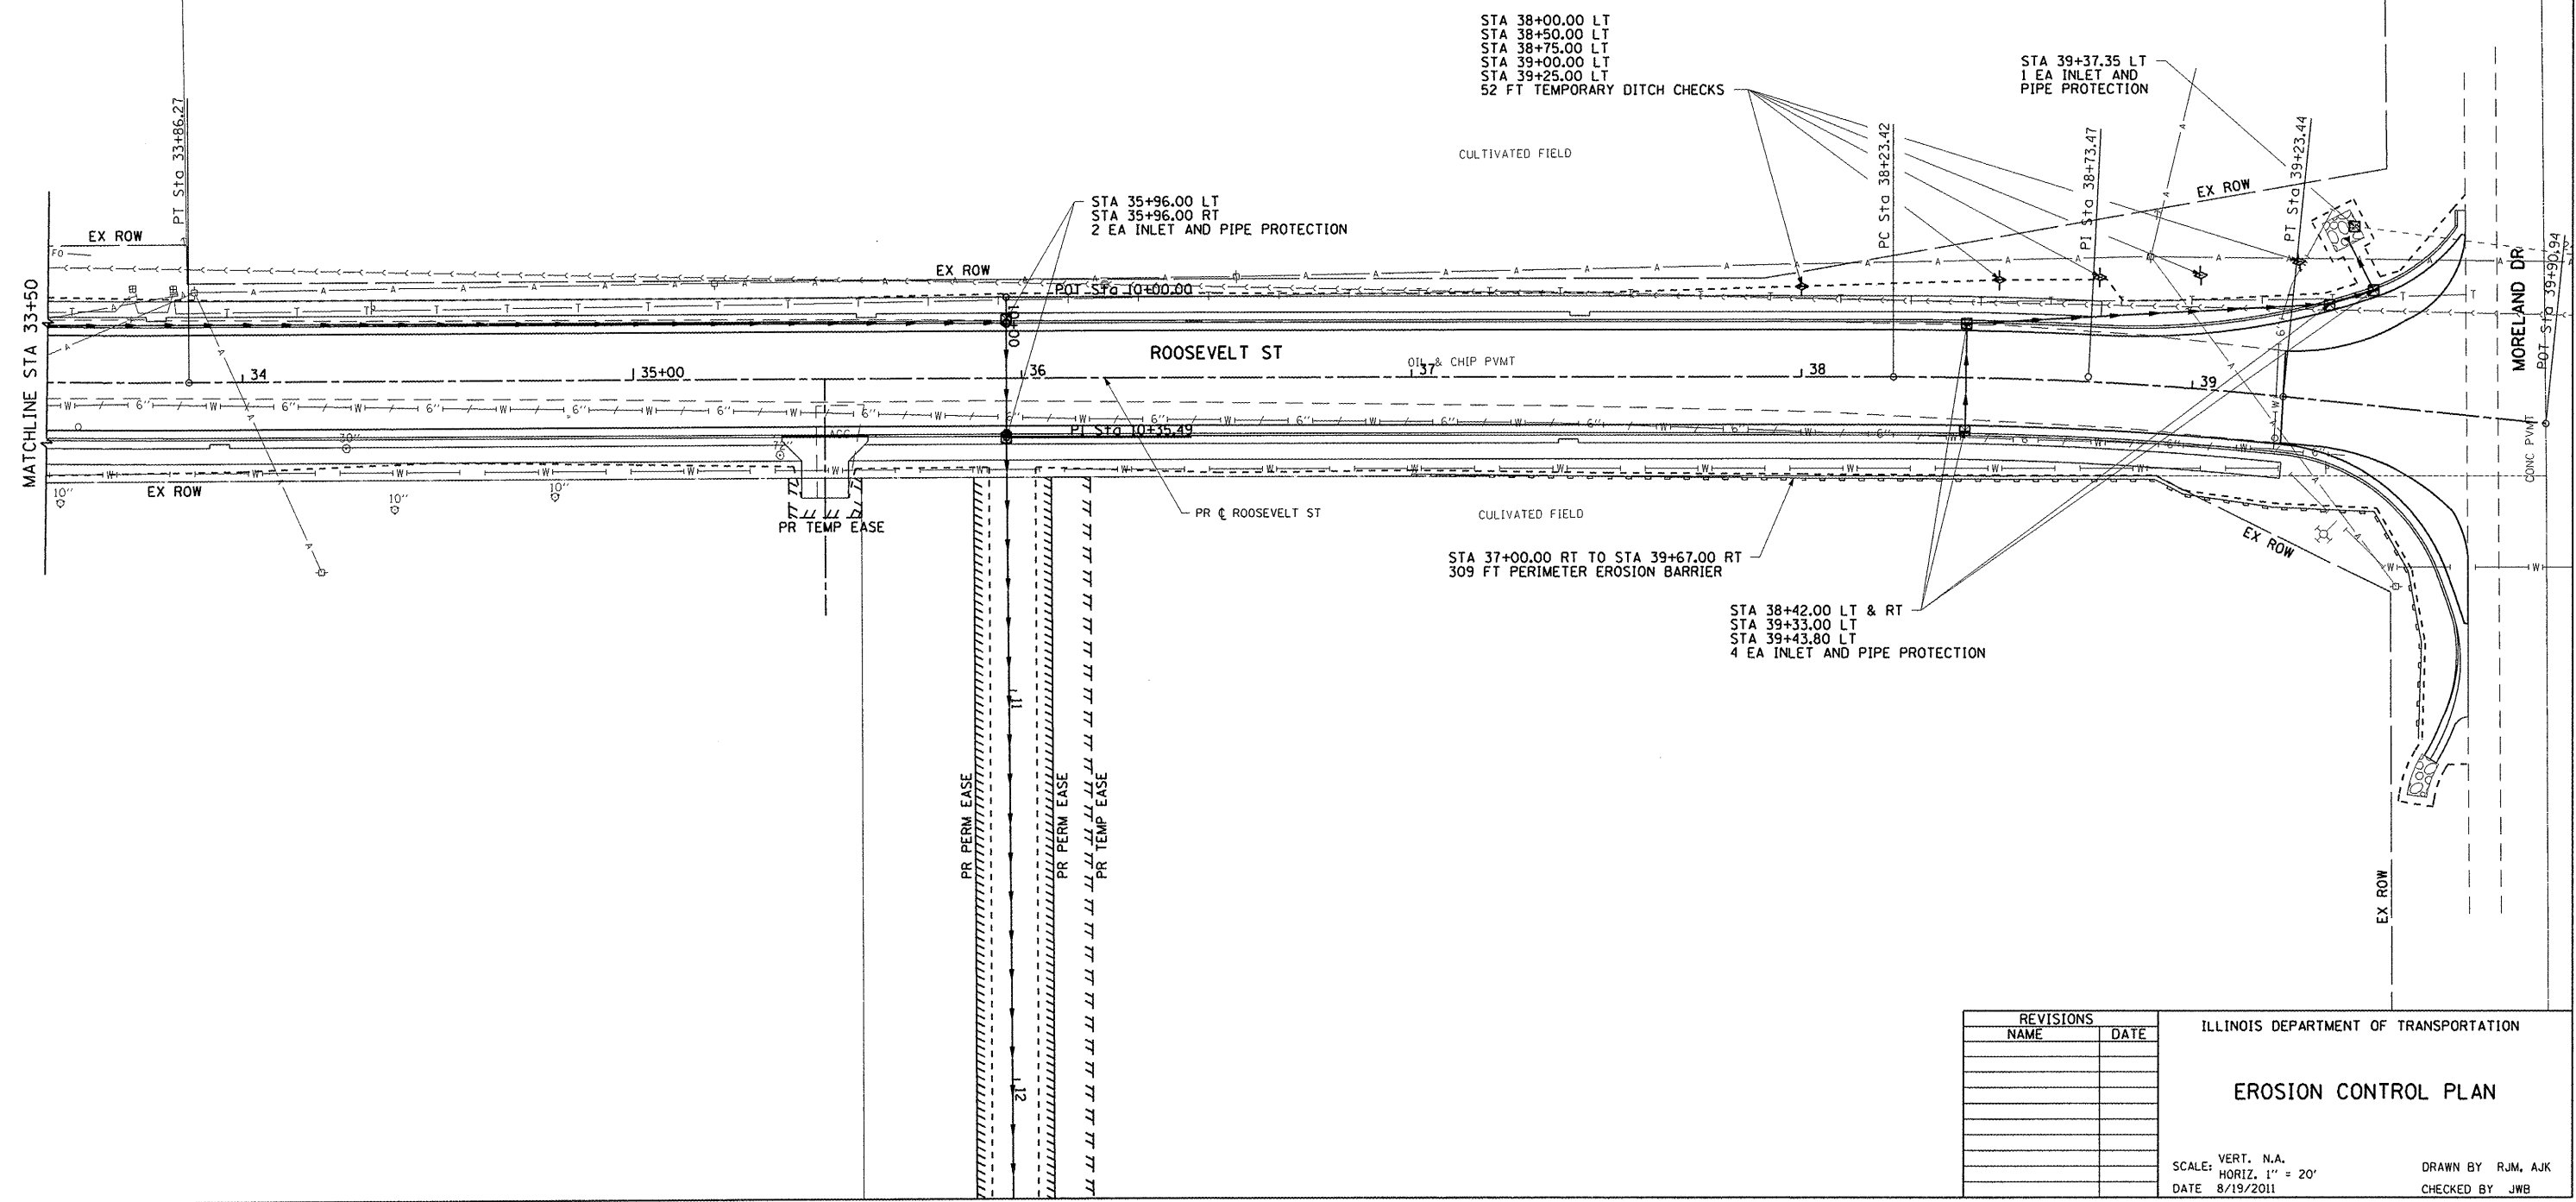 STA 38+00.00 LT
STA 38+50.00 LT
STA 38+75.00 LT
STA 39+00.00 LT
STA 39+25.00 LT
52 FT TEMPORARY DITCH CHECKS
STA 39+37.35 LT
1 EA INLET AND
PIPE PROTECTION
CULTIVATED FIELD
PT Sta 33+86.27
PC Sta 38+23.42
PI Sta 38+73.47
PT Sta 39+23.44
POT Sta 39+90.94
STA 35+96.00 LT
STA 35+96.00 RT
2 EA INLET AND PIPE PROTECTION
EX ROW
FO
EX ROW
EX ROW
MATCHLINE STA 33+50
POT Sta 10+00.00
10+00
ROOSEVELT ST
OIL & CHIP PVMT
MORELAND DR
34
35+00
36
37
38
39
PI Sta 10+35.49
ACC
30"
10"
10"
10"
EX ROW
PR TEMP EASE
PR ℄ ROOSEVELT ST
CULIVATED FIELD
CONC PVMT
EX ROW
STA 37+00.00 RT TO STA 39+67.00 RT
309 FT PERIMETER EROSION BARRIER
STA 38+42.00 LT & RT
STA 39+33.00 LT
STA 39+43.80 LT
4 EA INLET AND PIPE PROTECTION
11
12
PR PERM EASE
PR PERM EASE
PR TEMP EASE
EX ROW
REVISIONS
NAME DATE
ILLINOIS DEPARTMENT OF TRANSPORTATION
EROSION CONTROL PLAN
SCALE: VERT. N.A.
HORIZ. 1" = 20'
DATE 8/19/2011
DRAWN BY RJM, AJK
CHECKED BY JWB